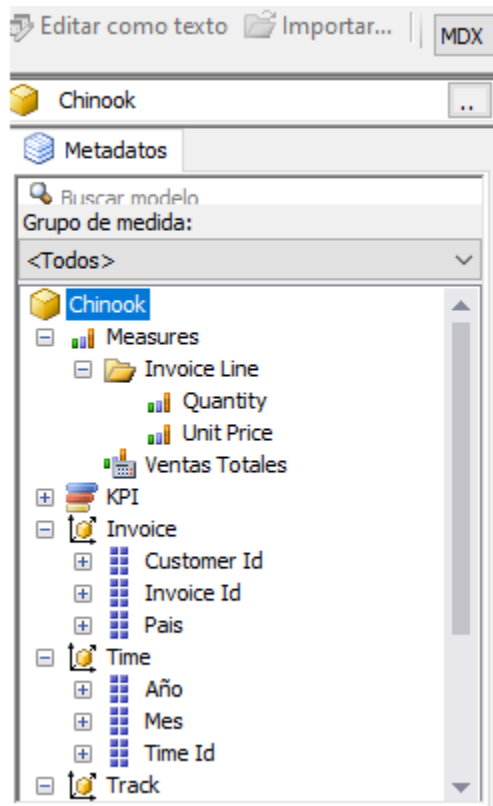 Editar como texto Importar... MDX
Chinook ..
Metadatos
Buscar modelo
Grupo de medida:
<Todos>
Chinook
Measures
Invoice Line
Quantity
Unit Price
Ventas Totales
KPI
Invoice
Customer Id
Invoice Id
Pais
Time
Año
Mes
Time Id
Track